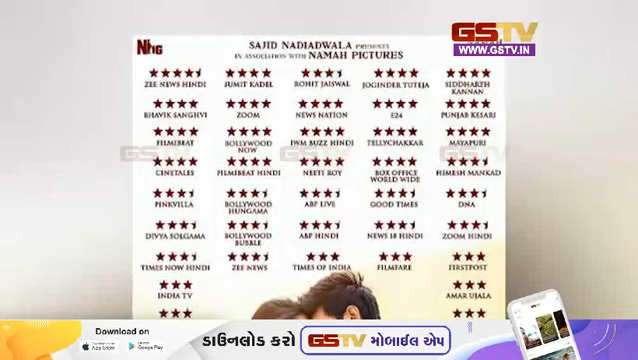 GSTV
WWW.GSTV.IN
NHG
SAJID NADIADWALA PRESENTS
IN ASSOCIATION WITH NAMAH PICTURES
ZEE NEWS HINDI SUMIT KADEL ROHIT JAISWAL JOGINDER TUTEJA SIDDHARTH KANNAN
BHAVIK SANGHVI ZOOM NEWS NATION E24 PUNJAB KESARI
FILMIBEAT BOLLYWOOD NOW IWM BUZZ HINDI TELLYCHAKKAR MAYAPURI
GSTV GSTV GSTV
CINETALES FILMIBEAT HINDI NEETI ROY BOX OFFICE WORLD WIDE HIMESH MANKAD
PINKVILLA BOLLYWOOD HUNGAMA ABP LIVE GOOD TIMES DNA
DIVYA SOLGAMA BOLLYWOOD BUBBLE ABP HINDI NEWS 18 HINDI ZOOM HINDI
TIMES NOW HINDI ZEE NEWS TIMES OF INDIA FILMFARE FIRSTPOST
INDIA TV AMAR UJALA
Download on
App Store Google Play
ડાઉનલોડ કરો GSTV મોબાઈલ એપ